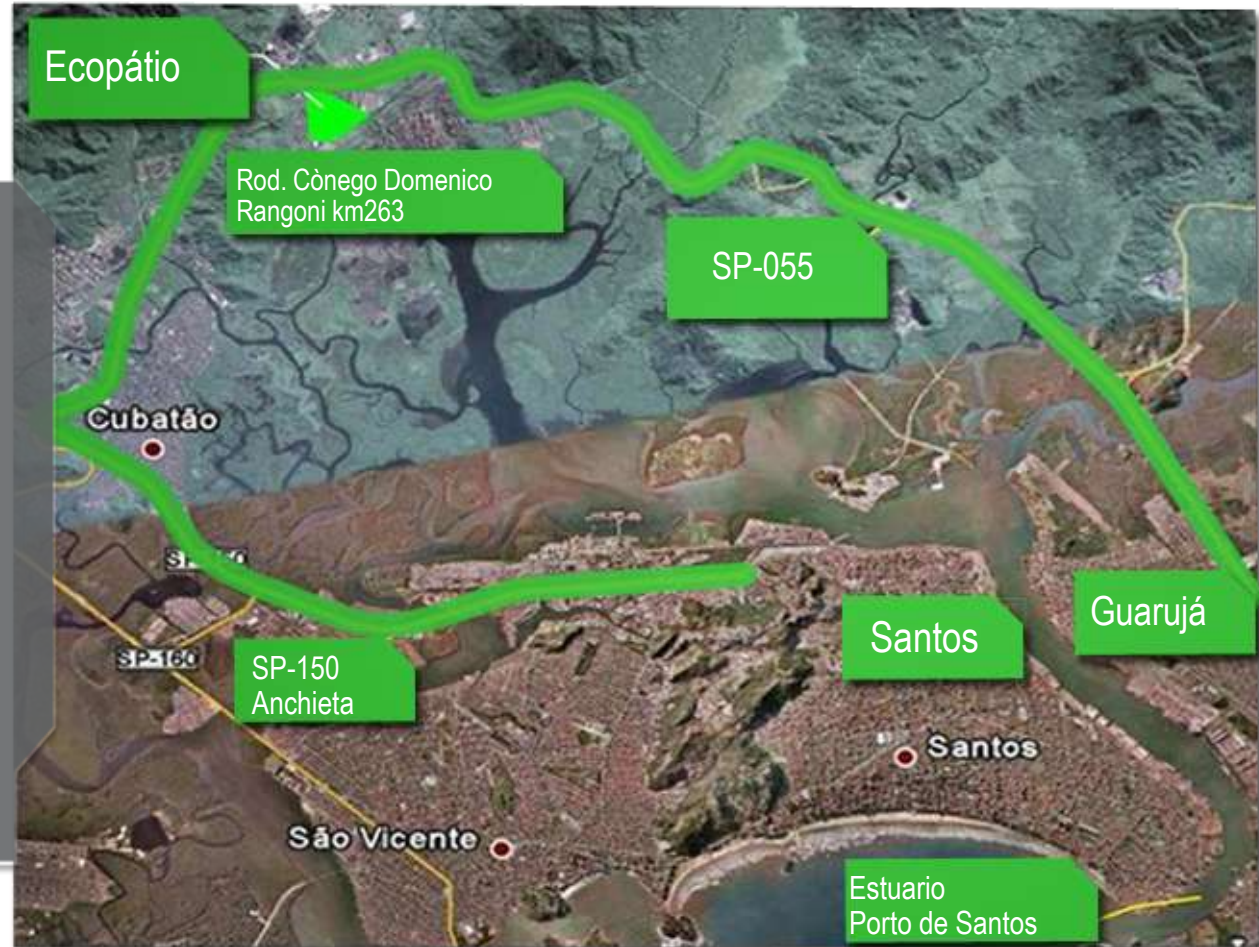 Ecopátio
Rod. Cònego Domenico
Rangoni km263
SP-055
Cubatão
SP-160
SP-150
Anchieta
Santos
Guarujá
Santos
São Vicente
Estuario
Porto de Santos